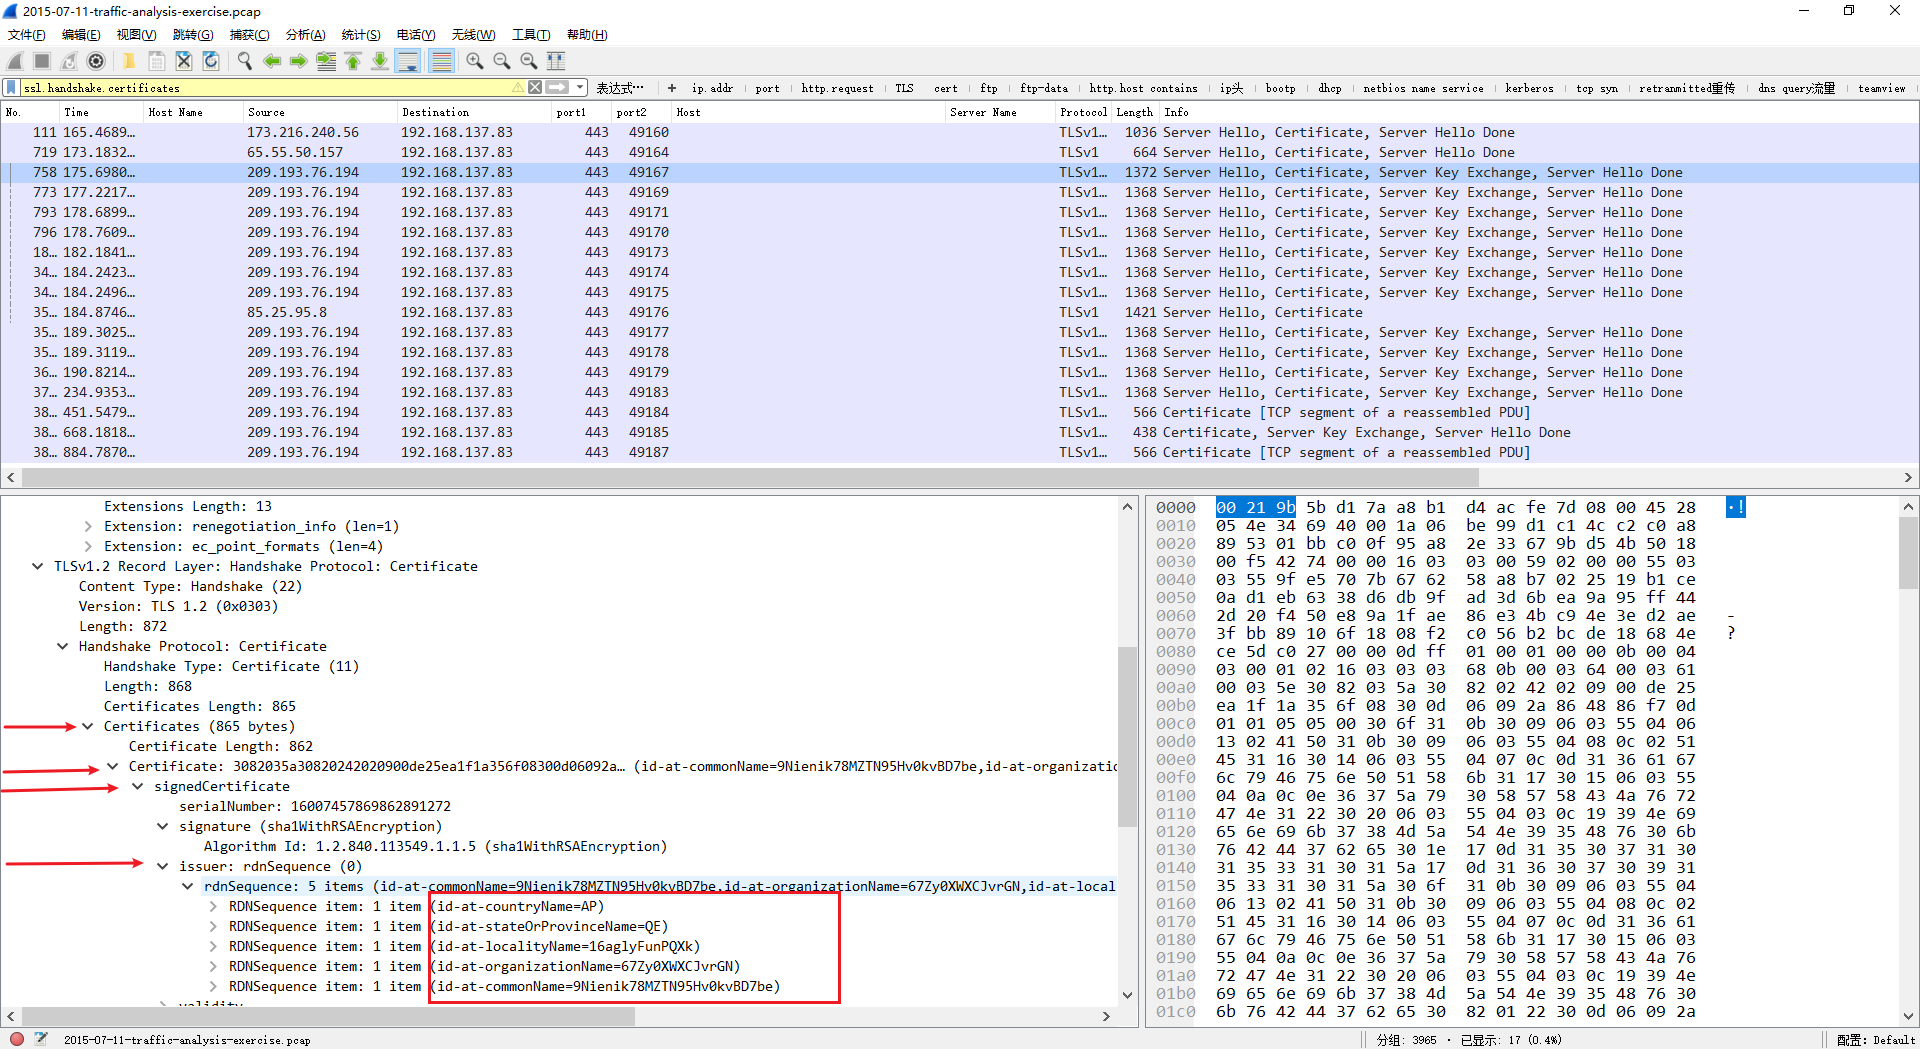 2015-07-11-traffic-analysis-exercise.pcap
文件(F) 编辑(E) 视图(V) 跳转(G) 捕获(C) 分析(A) 统计(S) 电话(Y) 无线(W) 工具(T) 帮助(H)
ssl.handshake.certificates 表达式… + ip.addr port http.request TLS cert ftp ftp-data http.host contains ip头 bootp dhcp netbios name service kerberos tcp syn retranmitted重传 dns query流量 teamview
No. Time Host Name Source Destination port1 port2 Host Server Name Protocol Length Info
111 165.4689… 173.216.240.56 192.168.137.83 443 49160 TLSv1… 1036 Server Hello, Certificate, Server Hello Done
719 173.1832… 65.55.50.157 192.168.137.83 443 49164 TLSv1 664 Server Hello, Certificate, Server Hello Done
758 175.6980… 209.193.76.194 192.168.137.83 443 49167 TLSv1… 1372 Server Hello, Certificate, Server Key Exchange, Server Hello Done
773 177.2217… 209.193.76.194 192.168.137.83 443 49169 TLSv1… 1368 Server Hello, Certificate, Server Key Exchange, Server Hello Done
793 178.6899… 209.193.76.194 192.168.137.83 443 49171 TLSv1… 1368 Server Hello, Certificate, Server Key Exchange, Server Hello Done
796 178.7609… 209.193.76.194 192.168.137.83 443 49170 TLSv1… 1368 Server Hello, Certificate, Server Key Exchange, Server Hello Done
18… 182.1841… 209.193.76.194 192.168.137.83 443 49173 TLSv1… 1368 Server Hello, Certificate, Server Key Exchange, Server Hello Done
34… 184.2423… 209.193.76.194 192.168.137.83 443 49174 TLSv1… 1368 Server Hello, Certificate, Server Key Exchange, Server Hello Done
34… 184.2496… 209.193.76.194 192.168.137.83 443 49175 TLSv1… 1368 Server Hello, Certificate, Server Key Exchange, Server Hello Done
35… 184.8746… 85.25.95.8 192.168.137.83 443 49176 TLSv1 1421 Server Hello, Certificate
35… 189.3025… 209.193.76.194 192.168.137.83 443 49177 TLSv1… 1368 Server Hello, Certificate, Server Key Exchange, Server Hello Done
35… 189.3119… 209.193.76.194 192.168.137.83 443 49178 TLSv1… 1368 Server Hello, Certificate, Server Key Exchange, Server Hello Done
36… 190.8214… 209.193.76.194 192.168.137.83 443 49179 TLSv1… 1368 Server Hello, Certificate, Server Key Exchange, Server Hello Done
37… 234.9353… 209.193.76.194 192.168.137.83 443 49183 TLSv1… 1368 Server Hello, Certificate, Server Key Exchange, Server Hello Done
38… 451.5479… 209.193.76.194 192.168.137.83 443 49184 TLSv1… 566 Certificate [TCP segment of a reassembled PDU]
38… 668.1818… 209.193.76.194 192.168.137.83 443 49185 TLSv1… 438 Certificate, Server Key Exchange, Server Hello Done
38… 884.7870… 209.193.76.194 192.168.137.83 443 49187 TLSv1… 566 Certificate [TCP segment of a reassembled PDU]
Extensions Length: 13
Extension: renegotiation_info (len=1)
Extension: ec_point_formats (len=4)
TLSv1.2 Record Layer: Handshake Protocol: Certificate
Content Type: Handshake (22)
Version: TLS 1.2 (0x0303)
Length: 872
Handshake Protocol: Certificate
Handshake Type: Certificate (11)
Length: 868
Certificates Length: 865
Certificates (865 bytes)
Certificate Length: 862
Certificate: 3082035a30820242020900de25ea1f1a356f08300d06092a… (id-at-commonName=9Nienik78MZTN95Hv0kvBD7be,id-at-organizatio
signedCertificate
serialNumber: 16007457869862891272
signature (sha1WithRSAEncryption)
Algorithm Id: 1.2.840.113549.1.1.5 (sha1WithRSAEncryption)
issuer: rdnSequence (0)
rdnSequence: 5 items (id-at-commonName=9Nienik78MZTN95Hv0kvBD7be,id-at-organizationName=67Zy0XWXCJvrGN,id-at-local
RDNSequence item: 1 item (id-at-countryName=AP)
RDNSequence item: 1 item (id-at-stateOrProvinceName=QE)
RDNSequence item: 1 item (id-at-localityName=16aglyFunPQXk)
RDNSequence item: 1 item (id-at-organizationName=67Zy0XWXCJvrGN)
RDNSequence item: 1 item (id-at-commonName=9Nienik78MZTN95Hv0kvBD7be)
validity
0000 00 21 9b 5b d1 7a a8 b1 d4 ac fe 7d 08 00 45 28 ·!
0010 05 4e 34 69 40 00 1a 06 be 99 d1 c1 4c c2 c0 a8
0020 89 53 01 bb c0 0f 95 a8 2e 33 67 9b d5 4b 50 18
0030 00 f5 42 74 00 00 16 03 03 00 59 02 00 00 55 03
0040 03 55 9f e5 70 7b 67 62 58 a8 b7 02 25 19 b1 ce
0050 0a d1 eb 63 38 d6 db 9f ad 3d 6b ea 9a 95 ff 44
0060 2d 20 f4 50 e8 9a 1f ae 86 e3 4b c9 4e 3e d2 ae -
0070 3f bb 89 10 6f 18 08 f2 c0 56 b2 bc de 18 68 4e ?
0080 ce 5d c0 27 00 00 0d ff 01 00 01 00 00 0b 00 04
0090 03 00 01 02 16 03 03 03 68 0b 00 03 64 00 03 61
00a0 00 03 5e 30 82 03 5a 30 82 02 42 02 09 00 de 25
00b0 ea 1f 1a 35 6f 08 30 0d 06 09 2a 86 48 86 f7 0d
00c0 01 01 05 05 00 30 6f 31 0b 30 09 06 03 55 04 06
00d0 13 02 41 50 31 0b 30 09 06 03 55 04 08 0c 02 51
00e0 45 31 16 30 14 06 03 55 04 07 0c 0d 31 36 61 67
00f0 6c 79 46 75 6e 50 51 58 6b 31 17 30 15 06 03 55
0100 04 0a 0c 0e 36 37 5a 79 30 58 57 58 43 4a 76 72
0110 47 4e 31 22 30 20 06 03 55 04 03 0c 19 39 4e 69
0120 65 6e 69 6b 37 38 4d 5a 54 4e 39 35 48 76 30 6b
0130 76 42 44 37 62 65 30 1e 17 0d 31 35 30 37 31 30
0140 31 35 33 31 30 31 5a 17 0d 31 36 30 37 30 39 31
0150 35 33 31 30 31 5a 30 6f 31 0b 30 09 06 03 55 04
0160 06 13 02 41 50 31 0b 30 09 06 03 55 04 08 0c 02
0170 51 45 31 16 30 14 06 03 55 04 07 0c 0d 31 36 61
0180 67 6c 79 46 75 6e 50 51 58 6b 31 17 30 15 06 03
0190 55 04 0a 0c 0e 36 37 5a 79 30 58 57 58 43 4a 76
01a0 72 47 4e 31 22 30 20 06 03 55 04 03 0c 19 39 4e
01b0 69 65 6e 69 6b 37 38 4d 5a 54 4e 39 35 48 76 30
01c0 6b 76 42 44 37 62 65 30 82 01 22 30 0d 06 09 2a
2015-07-11-traffic-analysis-exercise.pcap 分组: 3965 · 已显示: 17 (0.4%) 配置: Default